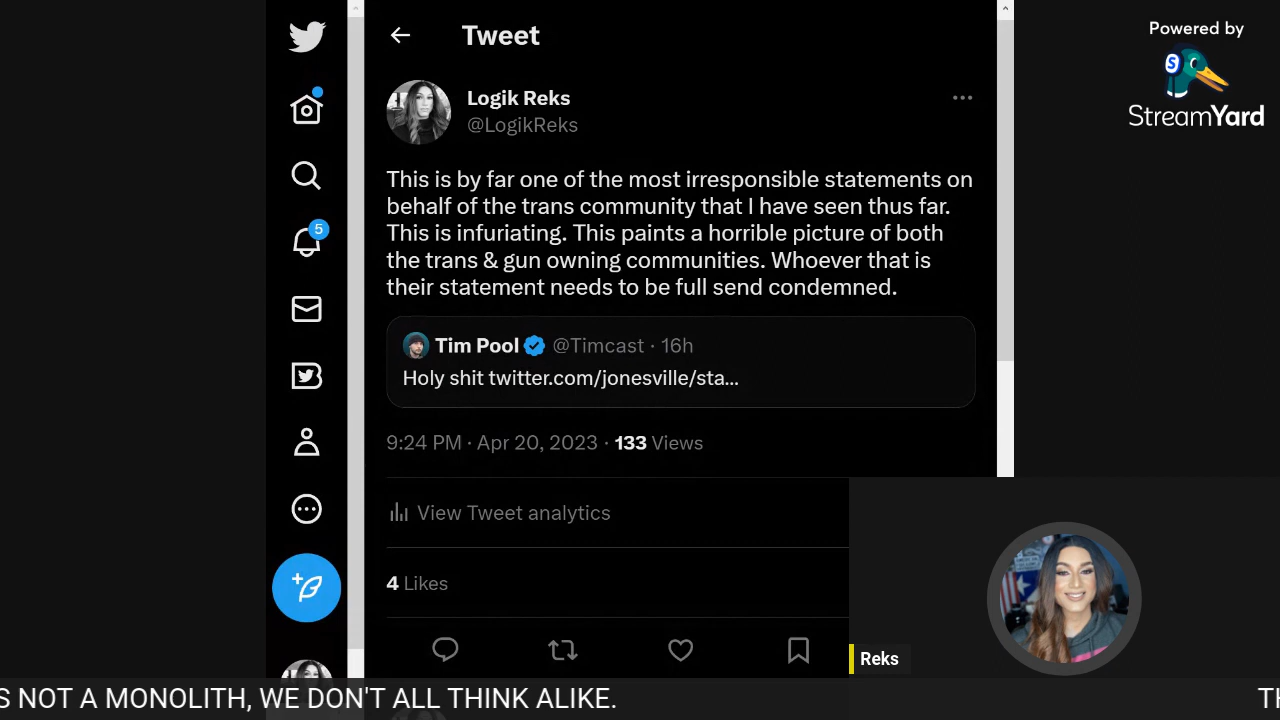 Powered by
StreamYard
Tweet
Logik Reks
@LogikReks
This is by far one of the most irresponsible statements on
behalf of the trans community that I have seen thus far.
This is infuriating. This paints a horrible picture of both
the trans & gun owning communities. Whoever that is
their statement needs to be full send condemned.
5
Tim Pool @Timcast · 16h
Holy shit twitter.com/jonesville/sta...
9:24 PM · Apr 20, 2023 · 133 Views
View Tweet analytics
4 Likes
Reks
S NOT A MONOLITH, WE DON'T ALL THINK ALIKE. TH